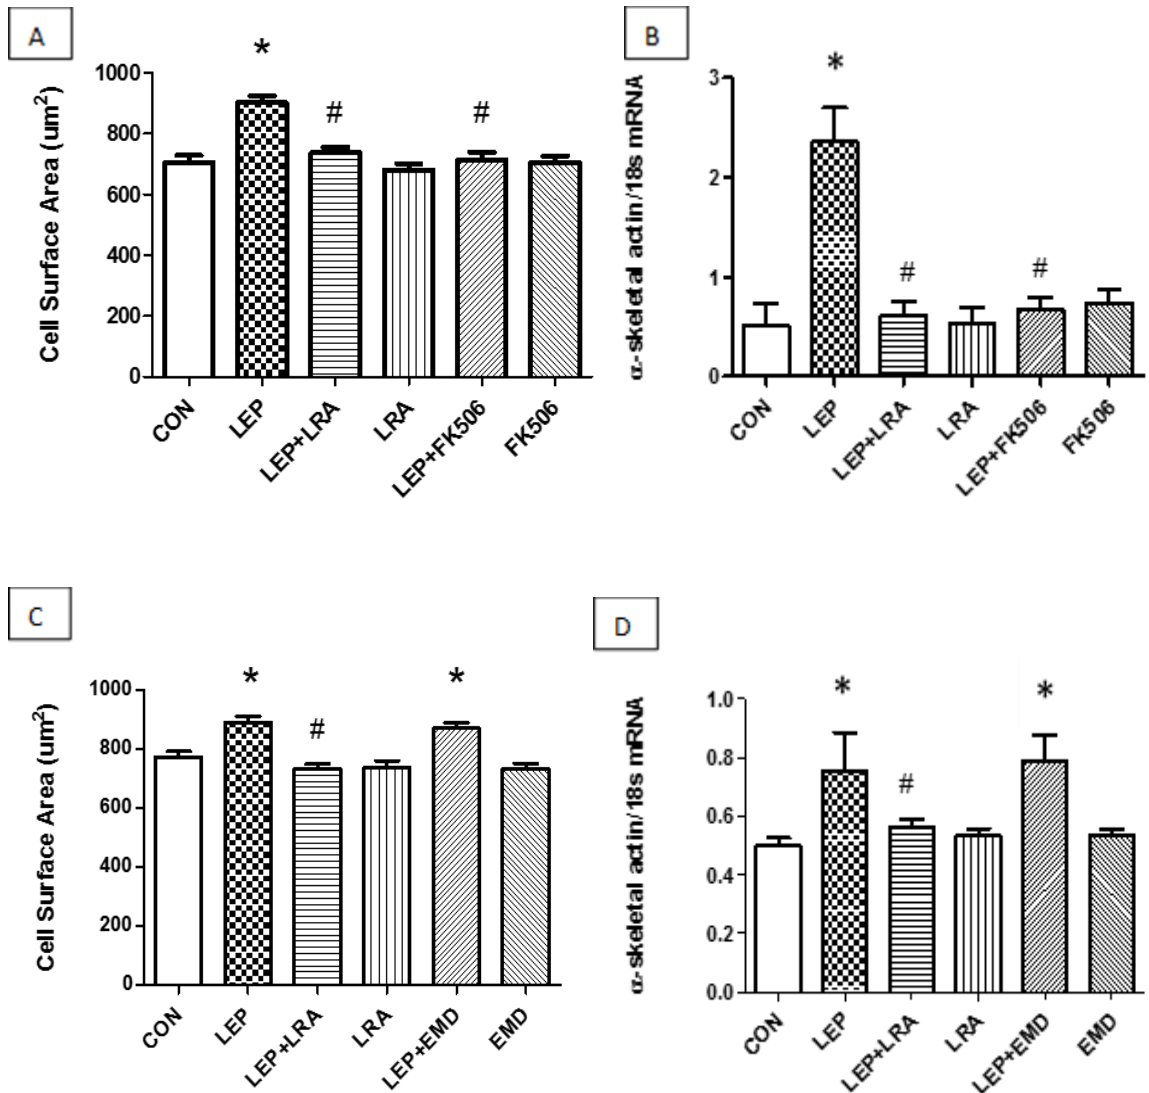 A
*
#
#
Cell Surface Area (um²)
1000
800
600
400
200
0
CON
LEP
LEP+LRA
LRA
LEP+FK506
FK506
B
*
#
#
α-skeletal actin/18s mRNA
3
2
1
0
CON
LEP
LEP+LRA
LRA
LEP+FK506
FK506
C
*
#
*
Cell Surface Area (um²)
1000
800
600
400
200
0
CON
LEP
LEP+LRA
LRA
LEP+EMD
EMD
D
*
#
*
α-skeletal actin/18s mRNA
1.0
0.8
0.6
0.4
0.2
0.0
CON
LEP
LEP+LRA
LRA
LEP+EMD
EMD